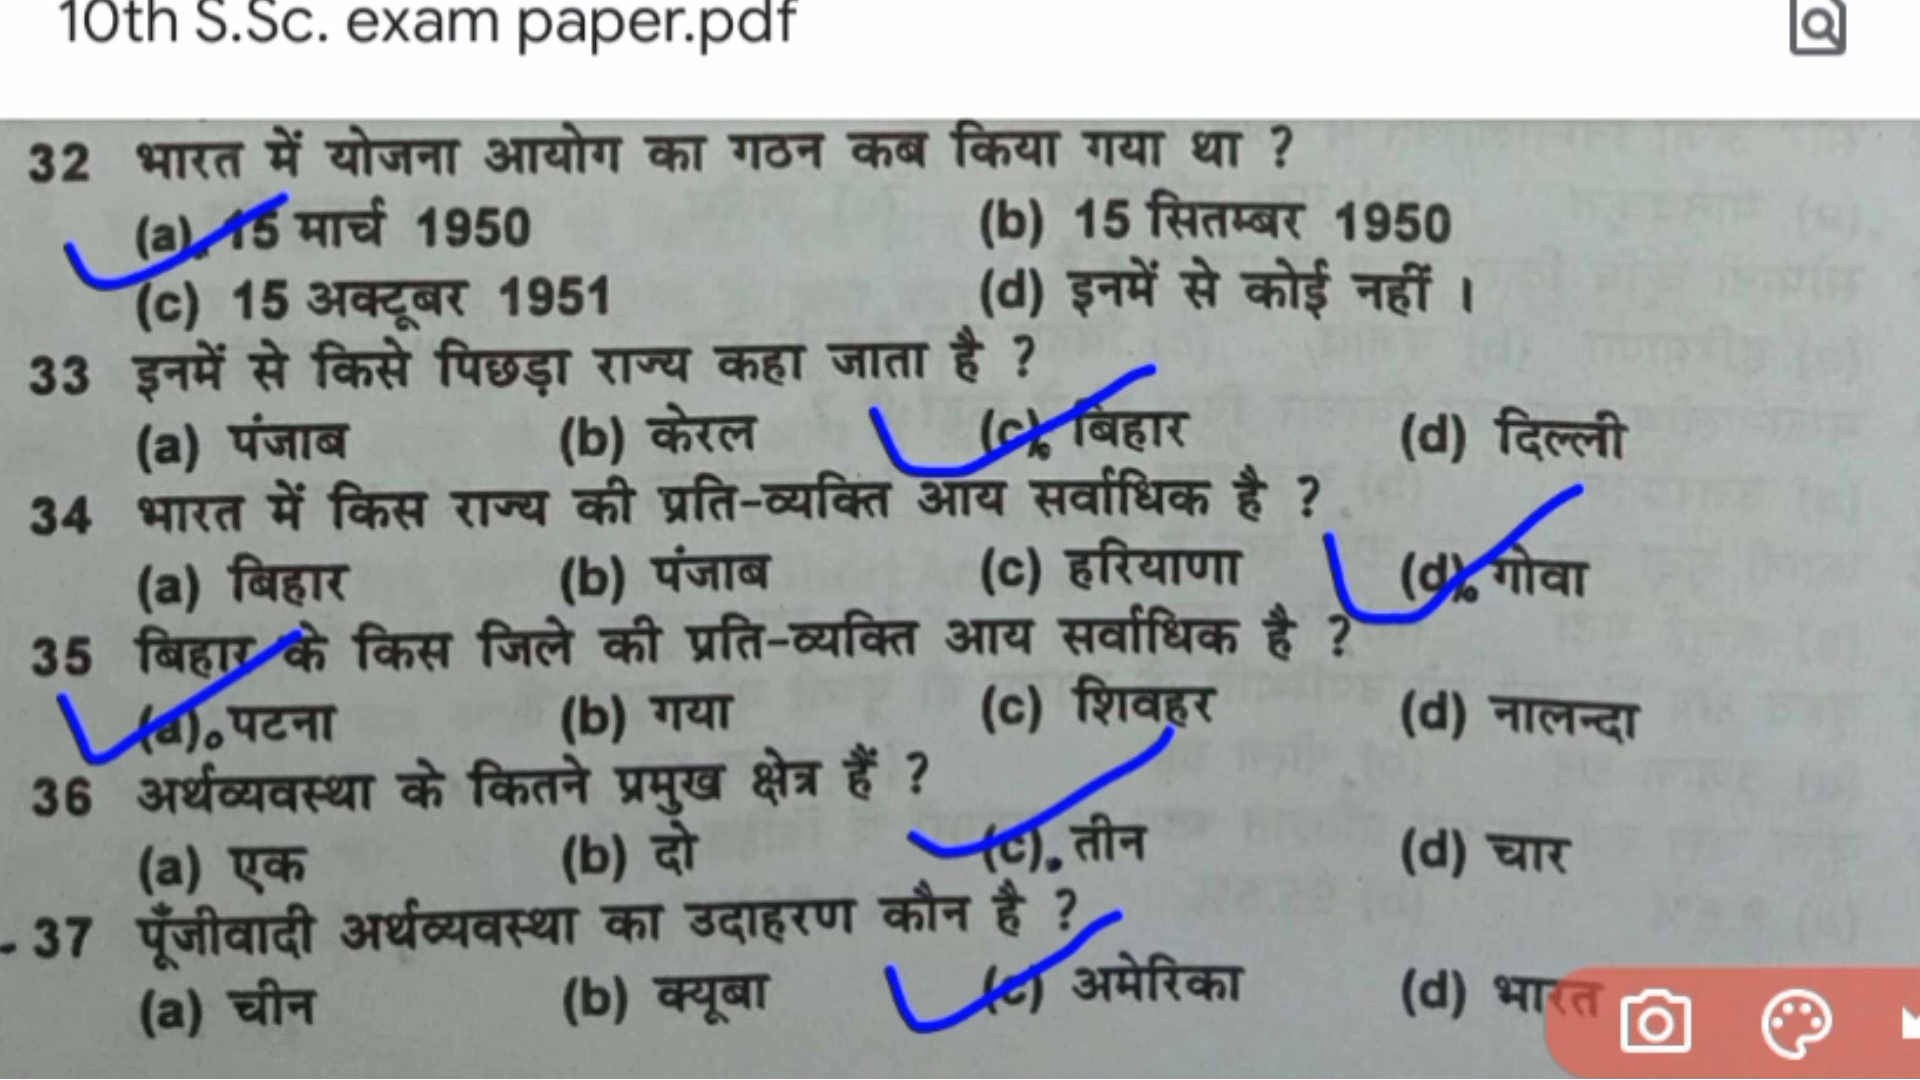 10th S.Sc. exam paper.pdf
32 भारत में योजना आयोग का गठन कब किया गया था ?
(a) 15 मार्च 1950 (b) 15 सितम्बर 1950
(c) 15 अक्टूबर 1951 (d) इनमें से कोई नहीं ।
33 इनमें से किसे पिछड़ा राज्य कहा जाता है ?
(a) पंजाब (b) केरल (c) बिहार (d) दिल्ली
34 भारत में किस राज्य की प्रति-व्यक्ति आय सर्वाधिक है ?
(a) बिहार (b) पंजाब (c) हरियाणा (d) गोवा
35 बिहार के किस जिले की प्रति-व्यक्ति आय सर्वाधिक है ?
(a) पटना (b) गया (c) शिवहर (d) नालन्दा
36 अर्थव्यवस्था के कितने प्रमुख क्षेत्र हैं ?
(a) एक (b) दो (c) तीन (d) चार
37 पूँजीवादी अर्थव्यवस्था का उदाहरण कौन है ?
(a) चीन (b) क्यूबा (c) अमेरिका (d) भारत